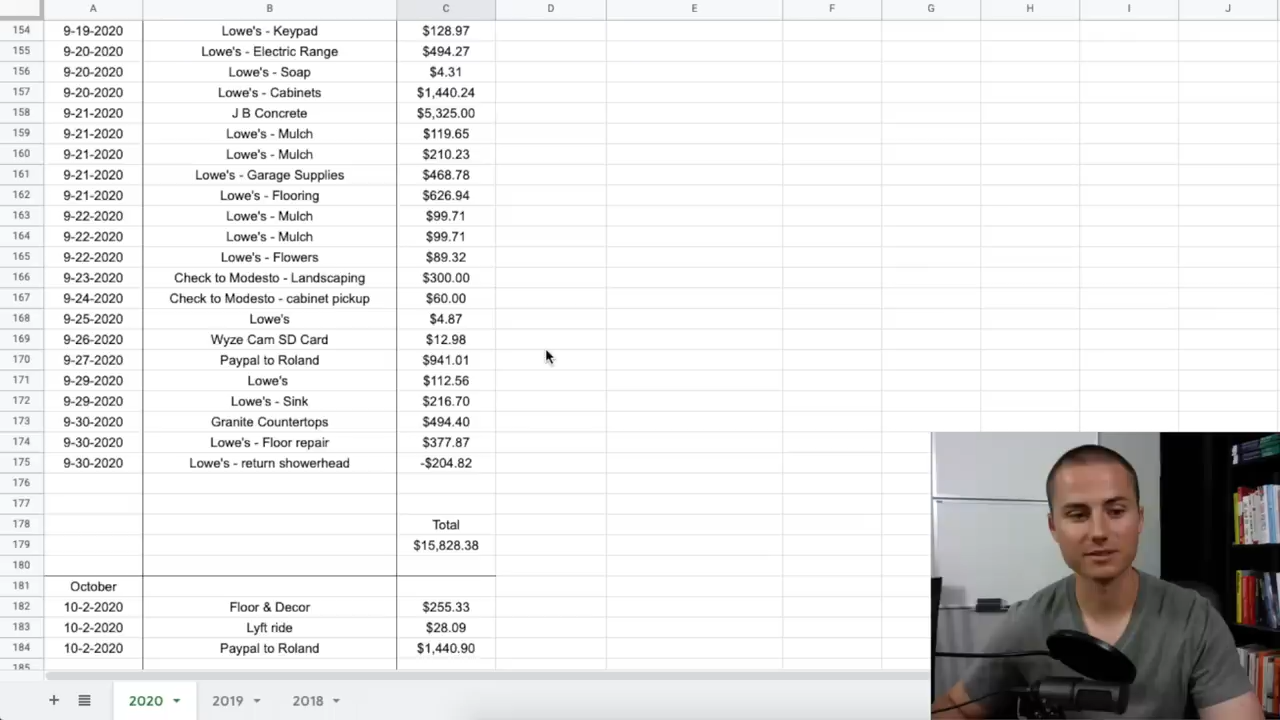 A B C D E F G H I J
154 9-19-2020 Lowe's - Keypad $128.97
155 9-20-2020 Lowe's - Electric Range $494.27
156 9-20-2020 Lowe's - Soap $4.31
157 9-20-2020 Lowe's - Cabinets $1,440.24
158 9-21-2020 J B Concrete $5,325.00
159 9-21-2020 Lowe's - Mulch $119.65
160 9-21-2020 Lowe's - Mulch $210.23
161 9-21-2020 Lowe's - Garage Supplies $468.78
162 9-21-2020 Lowe's - Flooring $626.94
163 9-22-2020 Lowe's - Mulch $99.71
164 9-22-2020 Lowe's - Mulch $99.71
165 9-22-2020 Lowe's - Flowers $89.32
166 9-23-2020 Check to Modesto - Landscaping $300.00
167 9-24-2020 Check to Modesto - cabinet pickup $60.00
168 9-25-2020 Lowe's $4.87
169 9-26-2020 Wyze Cam SD Card $12.98
170 9-27-2020 Paypal to Roland $941.01
171 9-29-2020 Lowe's $112.56
172 9-29-2020 Lowe's - Sink $216.70
173 9-30-2020 Granite Countertops $494.40
174 9-30-2020 Lowe's - Floor repair $377.87
175 9-30-2020 Lowe's - return showerhead -$204.82
176
177
178 Total
179 $15,828.38
180
181 October
182 10-2-2020 Floor & Decor $255.33
183 10-2-2020 Lyft ride $28.09
184 10-2-2020 Paypal to Roland $1,440.90
185
2020 2019 2018